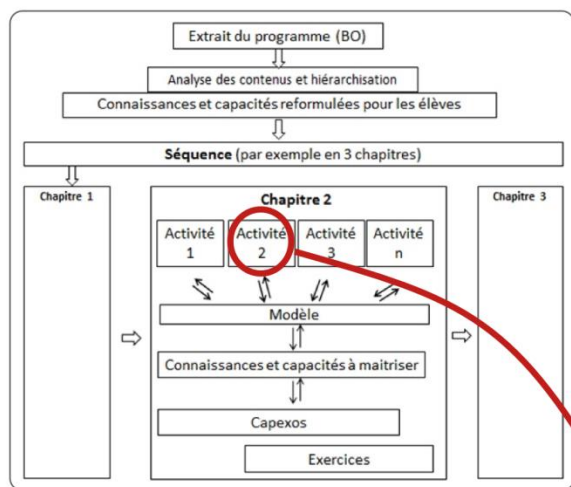 Extrait du programme (BO)
Analyse des contenus et hiérarchisation
Connaissances et capacités reformulées pour les élèves
Séquence (par exemple en 3 chapitres)
Chapitre 1
Chapitre 2
Activité
1
Activité
2
Activité
3
Activité
n
Modèle
Connaissances et capacités à maitriser
Capexos
Exercices
Chapitre 3